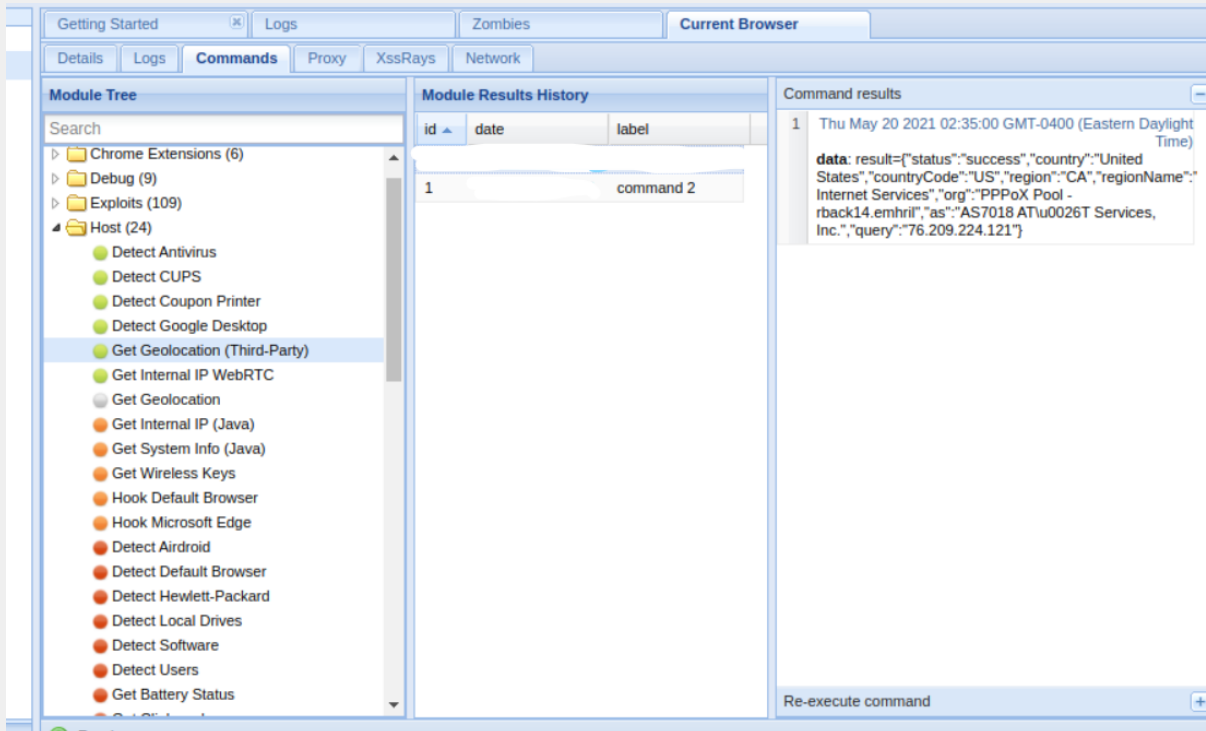 Getting Started
Logs
Zombies
Current Browser
Details
Logs
Commands
Proxy
XssRays
Network
Module Tree
Search
Chrome Extensions (6)
Debug (9)
Exploits (109)
Host (24)
Detect Antivirus
Detect CUPS
Detect Coupon Printer
Detect Google Desktop
Get Geolocation (Third-Party)
Get Internal IP WebRTC
Get Geolocation
Get Internal IP (Java)
Get System Info (Java)
Get Wireless Keys
Hook Default Browser
Hook Microsoft Edge
Detect Airdroid
Detect Default Browser
Detect Hewlett-Packard
Detect Local Drives
Detect Software
Detect Users
Get Battery Status
Module Results History
id date label
1 command 2
Command results
1 Thu May 20 2021 02:35:00 GMT-0400 (Eastern Daylight
Time)
data: result={"status":"success","country":"United
States","countryCode":"US","region":"CA","regionName":"
Internet Services","org":"PPPoX Pool -
rback14.emhril","as":"AS7018 AT\u0026T Services,
Inc.","query":"76.209.224.121"}
Re-execute command